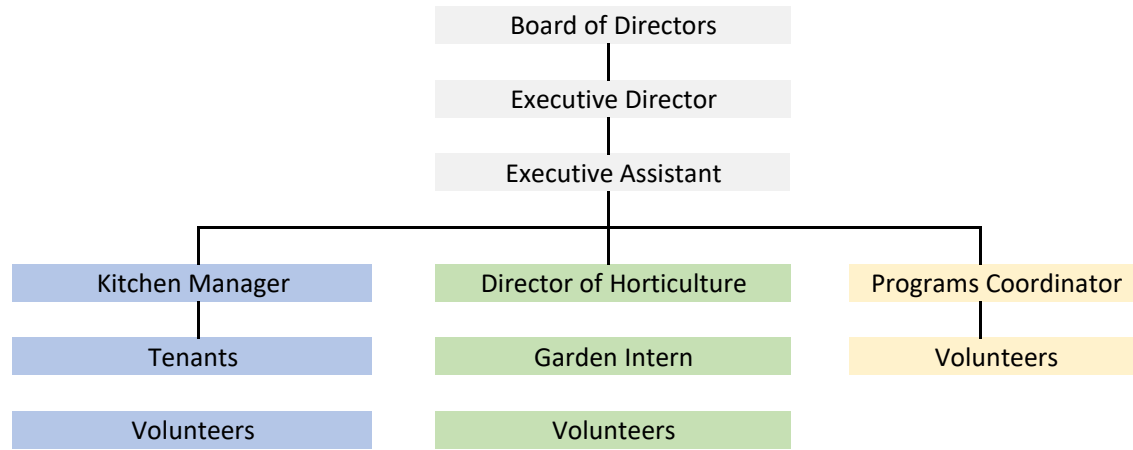 Board of Directors
Executive Director
Executive Assistant
Kitchen Manager
Director of Horticulture
Programs Coordinator
Tenants
Garden Intern
Volunteers
Volunteers
Volunteers